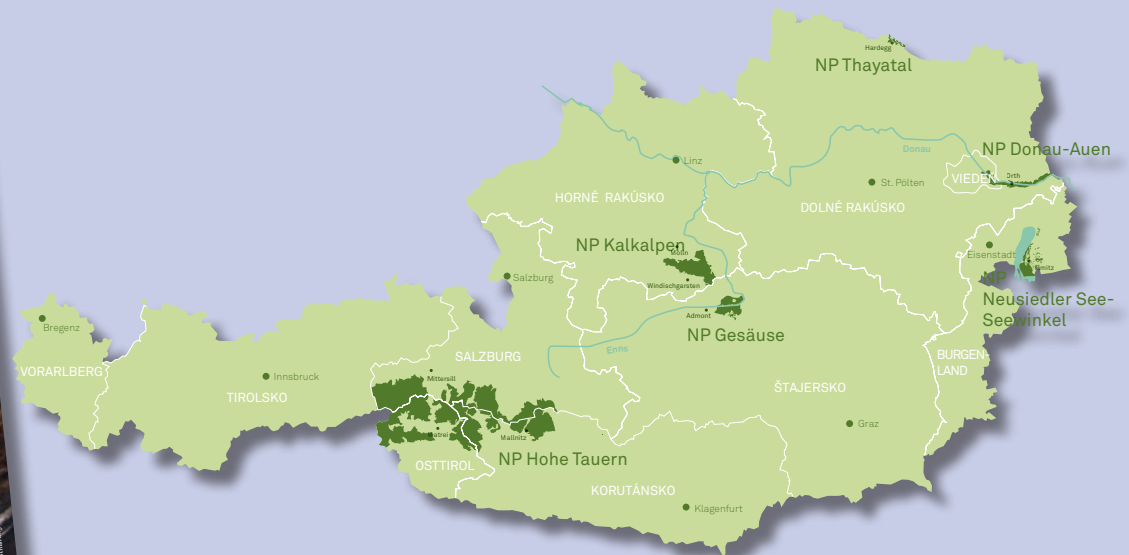 Hardegg
NP Thayatal
Donau
NP Donau-Auen
Linz
St. Pölten
VIEDEŇ
Orth
HORNÉ RAKÚSKO
DOLNÉ RAKÚSKO
NP Kalkalpen
Molln
Eisenstadt
Salzburg
Windischgarsten
NP
Neusiedler See-
Seewinkel
Admont
NP Gesäuse
Bregenz
Enns
SALZBURG
BURGEN-
LAND
VORARLBERG
Mittersill
Innsbruck
TIROLSKO
ŠTAJERSKO
Matrei
Mallnitz
Graz
NP Hohe Tauern
OSTTIROL
KORUTÁNSKO
Klagenfurt